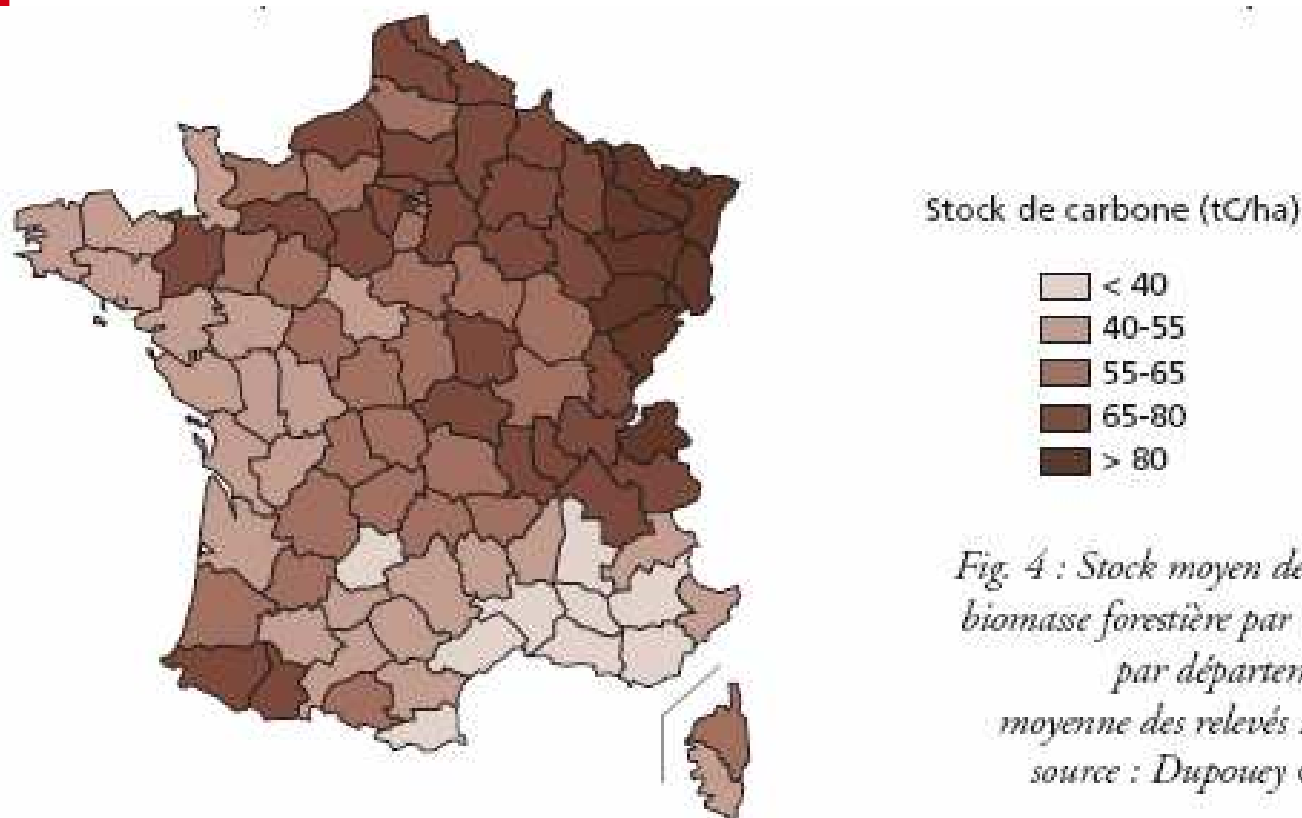 Stock de carbone (tC/ha)
< 40
40-55
55-65
65-80
> 80
Fig. 4 : Stock moyen de
biomasse forestière par
par départe
moyenne des relevés
source : Dupouey